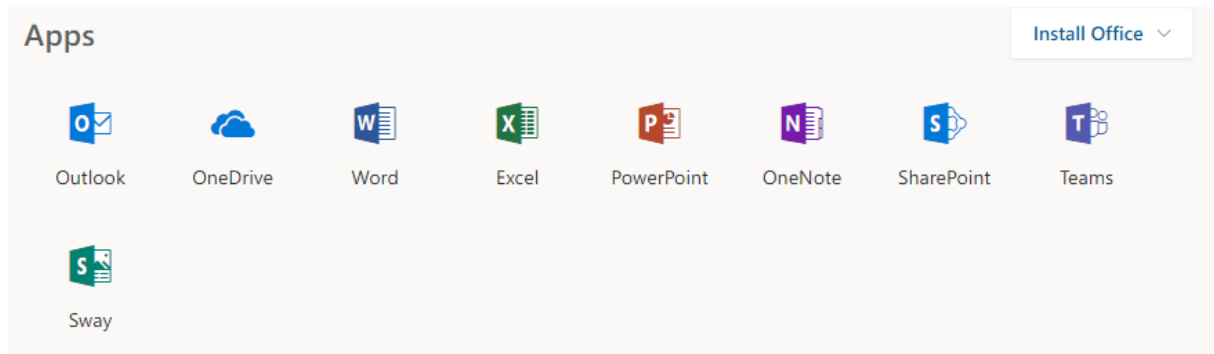 Apps
Install Office
Outlook OneDrive Word Excel PowerPoint OneNote SharePoint Teams
Sway